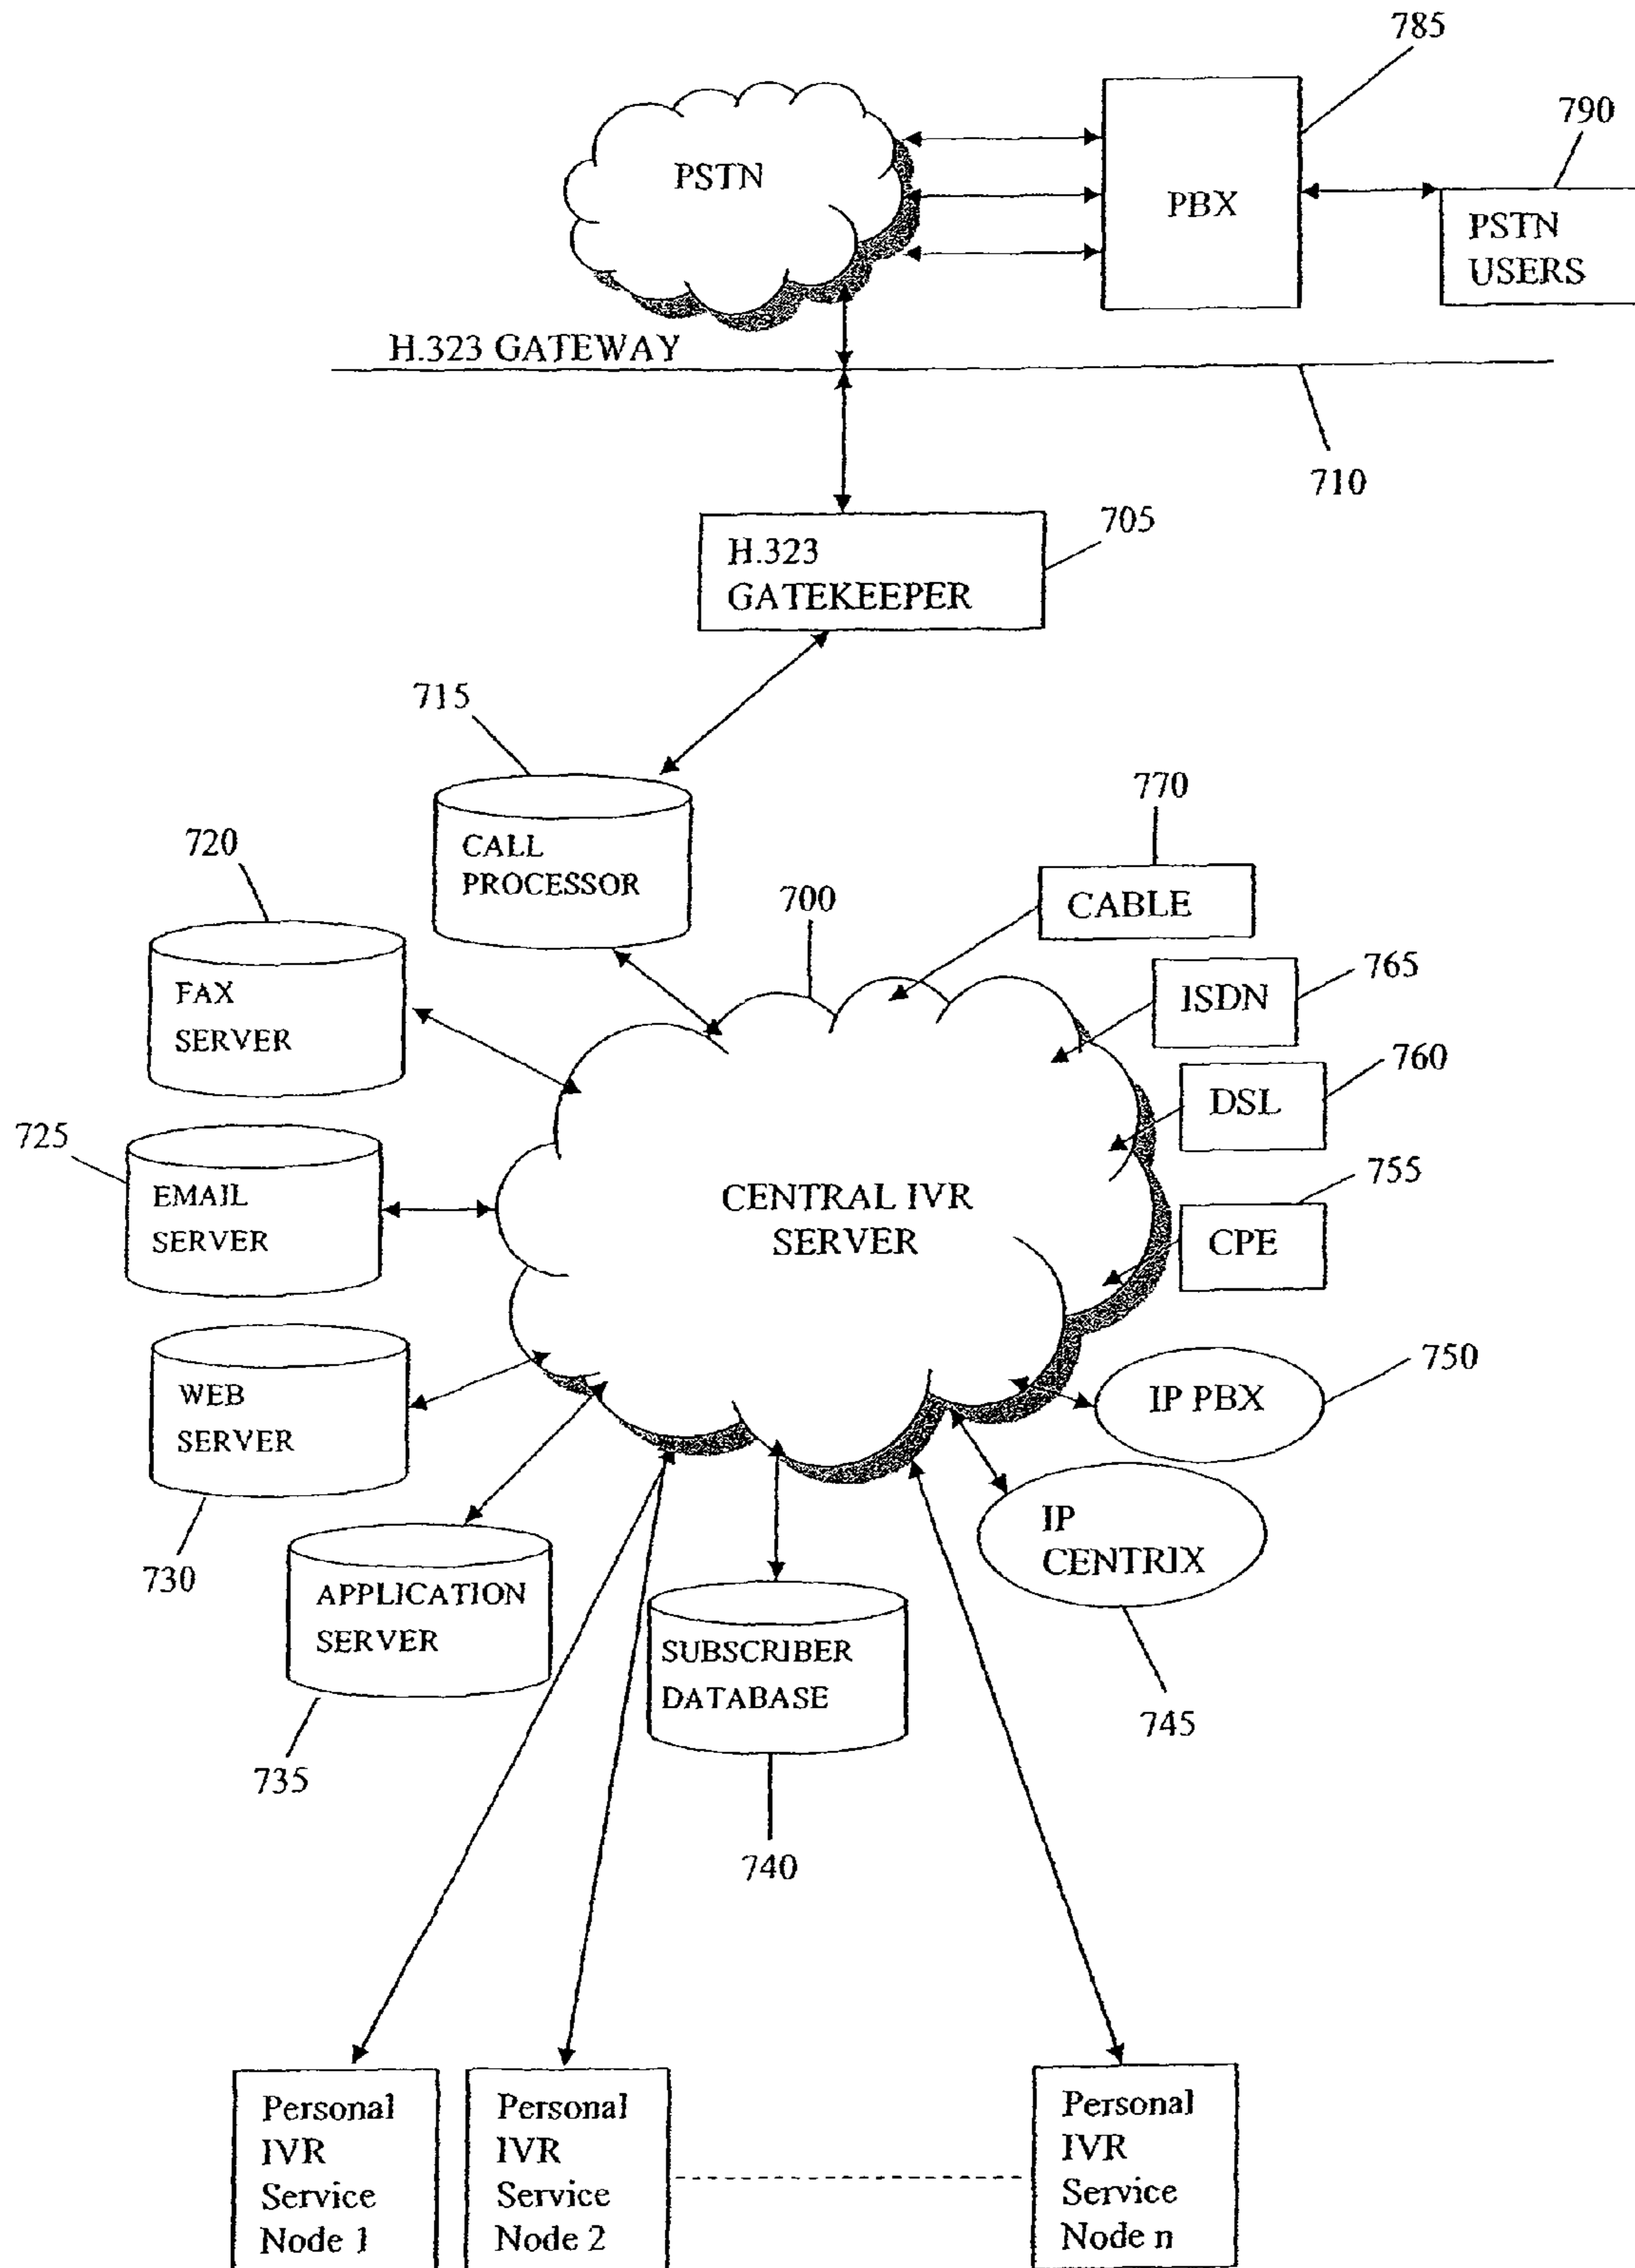 785
790
PSTN
PBX
PSTN
USERS
H.323 GATEWAY
710
705
H.323
GATEKEEPER
715
770
720
CALL
PROCESSOR
700
CABLE
765
FAX
SERVER
ISDN
760
725
DSL
755
EMAIL
SERVER
CENTRAL IVR
SERVER
CPE
750
WEB
SERVER
IP PBX
730
IP
CENTRIX
APPLICATION
SERVER
SUBSCRIBER
DATABASE
745
735
740
Personal
IVR
Service
Node 1
Personal
IVR
Service
Node 2
Personal
IVR
Service
Node n